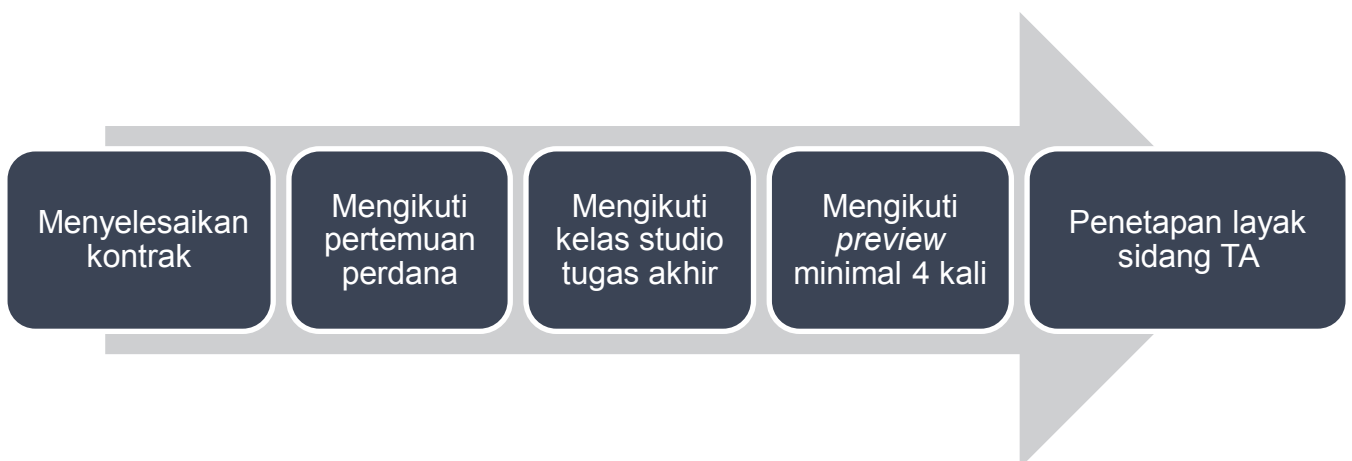 Menyelesaikan
kontrak
Mengikuti
pertemuan
perdana
Mengikuti
kelas studio
tugas akhir
Mengikuti
preview
minimal 4 kali
Penetapan layak
sidang TA